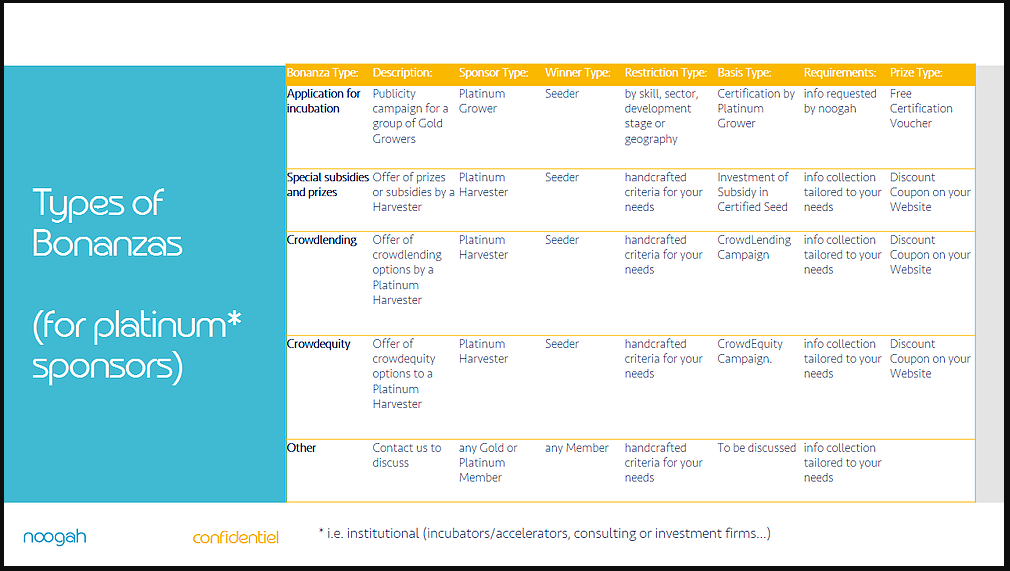 Types of
Bonanzas
(for platinum*
sponsors)
Bonanza Type: Description: Sponsor Type: Winner Type: Restriction Type: Basis Type: Requirements: Prize Type:
Application for Publicity Platinum Seeder by skill, sector, Certification by info requested Free
incubation campaign for a Grower development Platinum by noogah Certification
group of Gold stage or Grower Voucher
Growers geography
Special subsidies Offer of prizes Platinum Seeder handcrafted Investment of info collection Discount
and prizes or subsidies by a Harvester criteria for your Subsidy in tailored to your Coupon on your
Harvester needs Certified Seed needs Website
Crowdlending Offer of Platinum Seeder handcrafted CrowdLending info collection Discount
crowdlending Harvester criteria for your Campaign tailored to your Coupon on your
options by a needs needs Website
Platinum
Harvester
Crowdequity Offer of Platinum Seeder handcrafted CrowdEquity info collection Discount
crowdequity Harvester criteria for your Campaign. tailored to your Coupon on your
options to a needs needs Website
Platinum
Harvester
Other Contact us to any Gold or any Member handcrafted To be discussed info collection
discuss Platinum criteria for your tailored to your
Member needs needs
noogah confidentiel * i.e. institutional (incubators/accelerators, consulting or investment firms...)